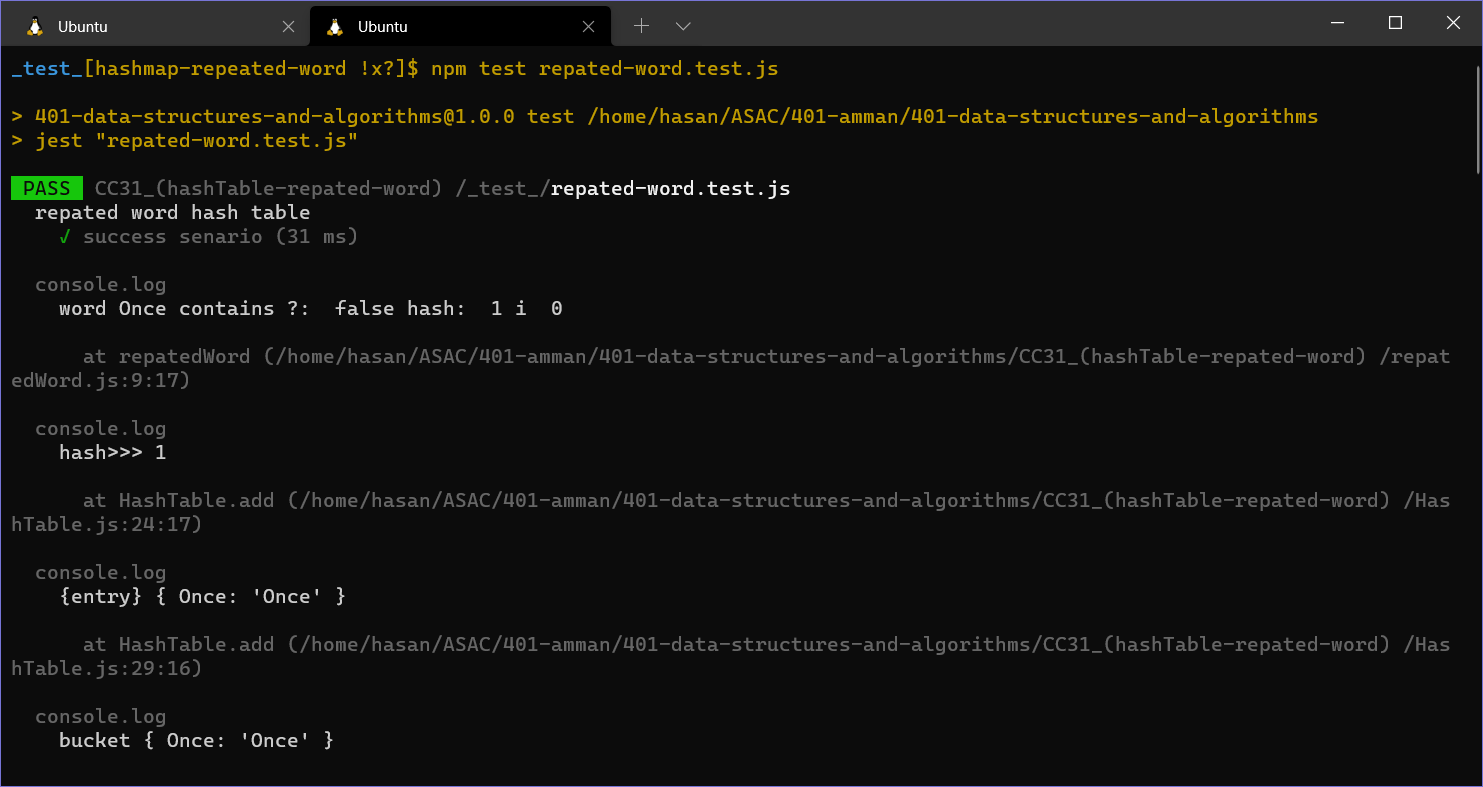 Ubuntu
Ubuntu
_test_[hashmap-repeated-word !x?]$ npm test repated-word.test.js
> 401-data-structures-and-algorithms@1.0.0 test /home/hasan/ASAC/401-amman/401-data-structures-and-algorithms
> jest "repated-word.test.js"
PASS CC31_(hashTable-repated-word) /_test_/repated-word.test.js
repated word hash table
√ success senario (31 ms)
console.log
word Once contains ?:  false hash:  1 i  0
at repatedWord (/home/hasan/ASAC/401-amman/401-data-structures-and-algorithms/CC31_(hashTable-repated-word) /repat
edWord.js:9:17)
console.log
hash>>> 1
at HashTable.add (/home/hasan/ASAC/401-amman/401-data-structures-and-algorithms/CC31_(hashTable-repated-word) /Has
hTable.js:24:17)
console.log
{entry} { Once: 'Once' }
at HashTable.add (/home/hasan/ASAC/401-amman/401-data-structures-and-algorithms/CC31_(hashTable-repated-word) /Has
hTable.js:29:16)
console.log
bucket { Once: 'Once' }